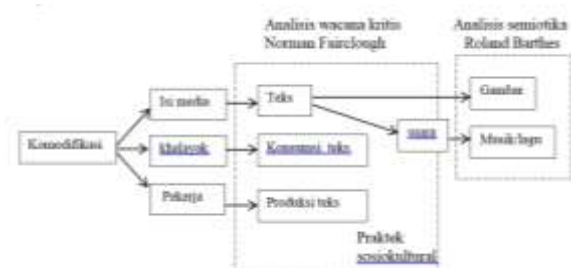 Analisis wacana kritis
Norman Fairclough
Analisis semiotika
Roland Barthes
Komodifikasi
Isi media
khalayak
Pekerja
Teks
Konsumsi teks
Produksi teks
suara
Gambar
Musik/lagu
Praktek
sosiokultural